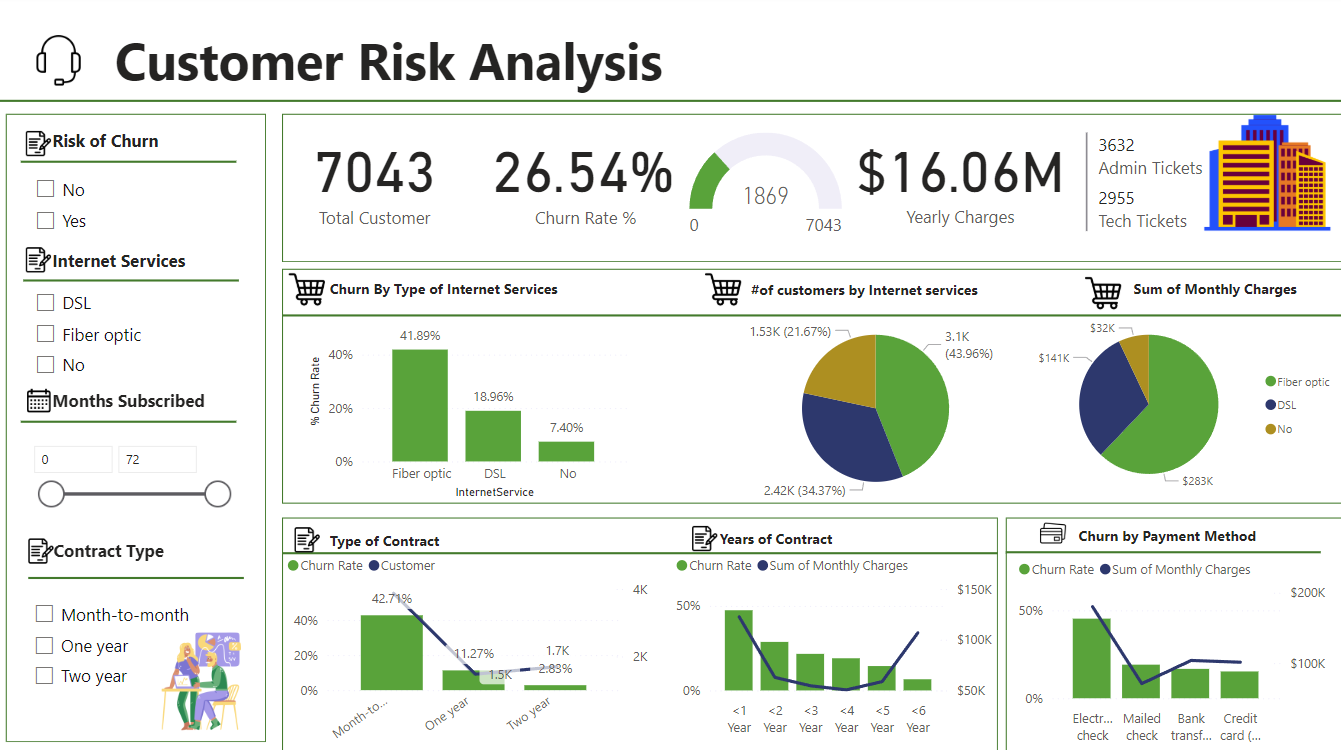 Customer Risk Analysis
Risk of Churn
No
Yes
Internet Services
DSL
Fiber optic
No
Months Subscribed
0 72
Contract Type
Month-to-month
One year
Two year
7043
Total Customer
26.54%
Churn Rate %
1869
0 7043
$16.06M
Yearly Charges
3632
Admin Tickets
2955
Tech Tickets
Churn By Type of Internet Services
% Churn Rate
40%
20%
0%
41.89%
18.96%
7.40%
Fiber optic DSL No
InternetService
#of customers by Internet services
1.53K (21.67%)
3.1K
(43.96%)
2.42K (34.37%)
Sum of Monthly Charges
$32K
$141K
$283K
Fiber optic
DSL
No
Type of Contract
Churn Rate Customer
42.71%
11.27%
1.5K
1.7K
2.83%
40%
20%
0%
4K
2K
Month-to...
One year
Two year
Years of Contract
Churn Rate Sum of Monthly Charges
50%
0%
$150K
$100K
$50K
<1 <2 <3 <4 <5 <6
Year Year Year Year Year Year
Churn by Payment Method
Churn Rate Sum of Monthly Charges
50%
0%
$200K
$100K
Electr... Mailed Bank Credit
check check transf... card (...